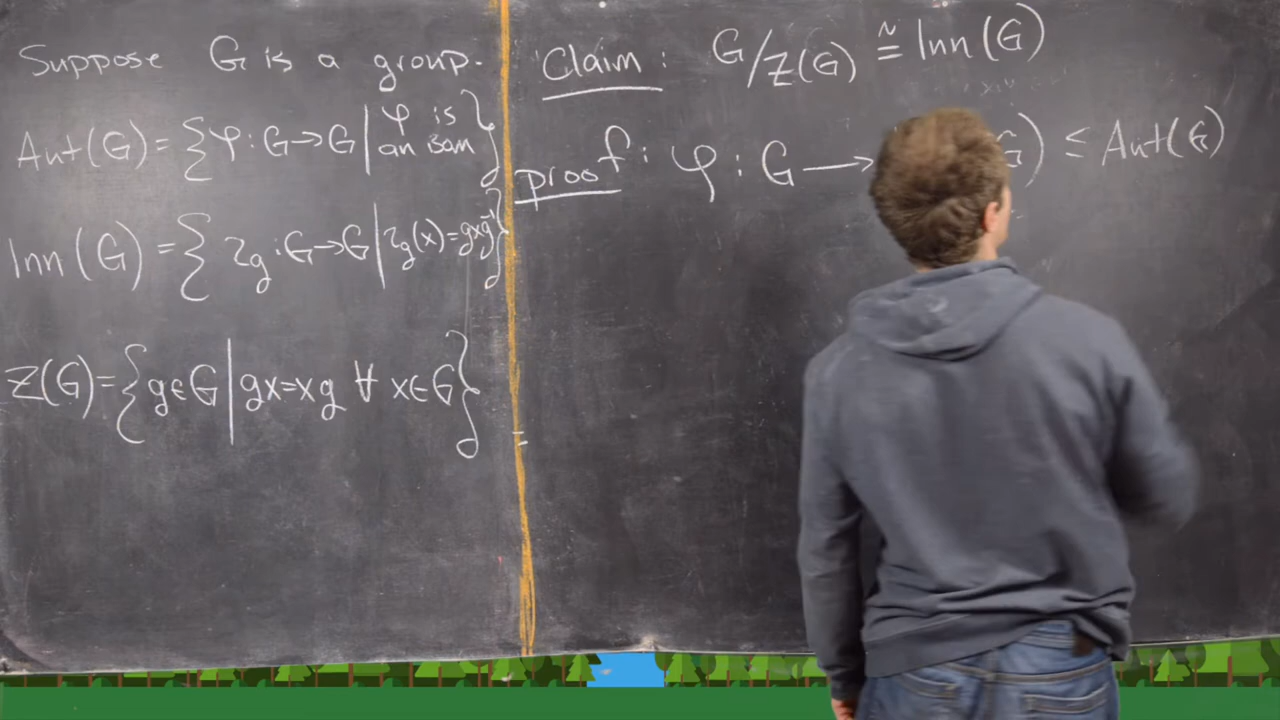 Suppose G is a group.
Aut(G) = {φ : G → G | φ is an isom}
Inn(G) = { τg : G → G | τg(x) = gxg⁻¹}
Z(G) = {g ∈ G | gx = xg ∀ x ∈ G}
Claim : G/Z(G) ≅ Inn(G)
proof : φ : G → G) ≤ Aut(G)